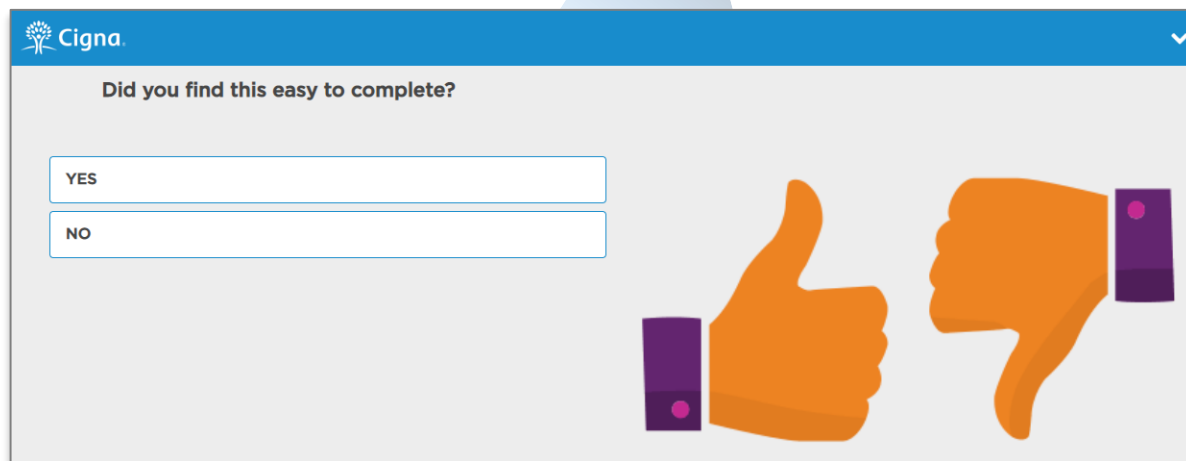 Cigna.
Did you find this easy to complete?
YES
NO